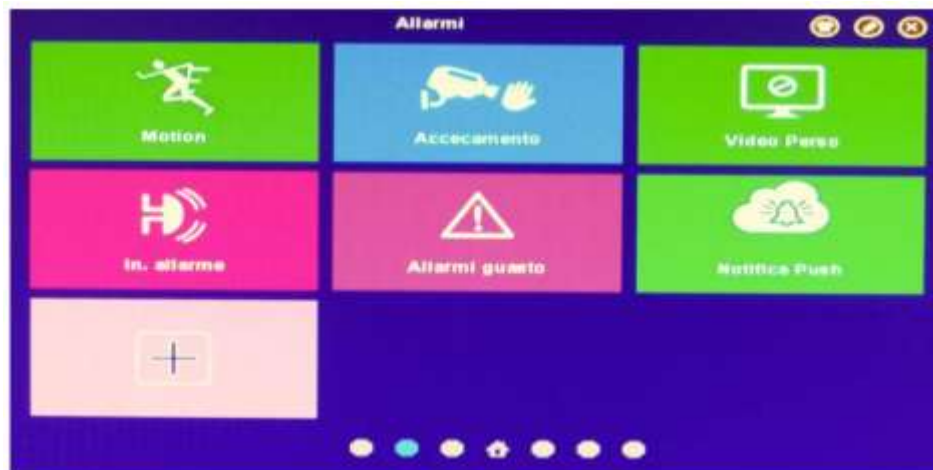 Allarmi
Motion
Accecamento
Video Perso
In. allarme
Allarmi guasto
Notifica Push